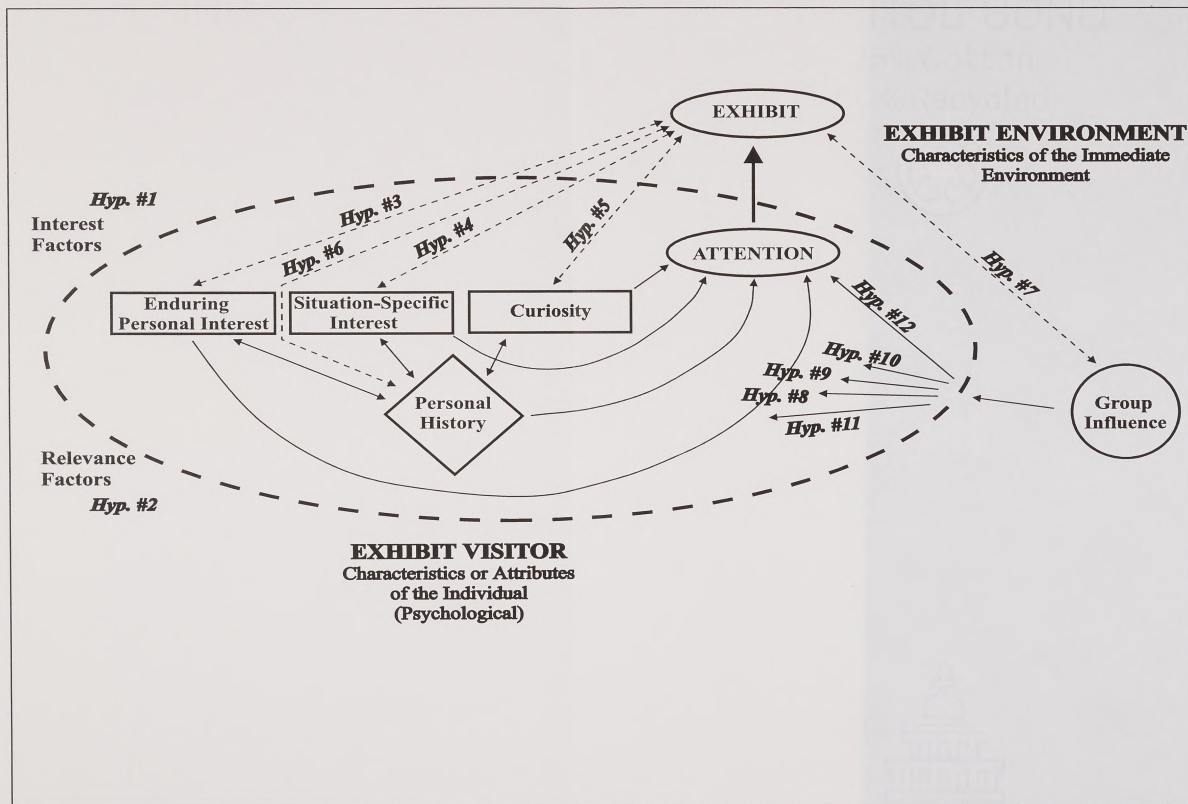 EXHIBIT
EXHIBIT ENVIRONMENT
Characteristics of the Immediate
Environment
Hyp. #1
Interest
Factors
Hyp. #3
Hyp. #6
Hyp. #4
Hyp. #5
ATTENTION
Hyp. #7
Enduring
Personal Interest
Situation-Specific
Interest
Curiosity
Hyp. #12
Hyp. #10
Hyp. #9
Hyp. #8
Hyp. #11
Personal
History
Group
Influence
Relevance
Factors
Hyp. #2
EXHIBIT VISITOR
Characteristics or Attributes
of the Individual
(Psychological)